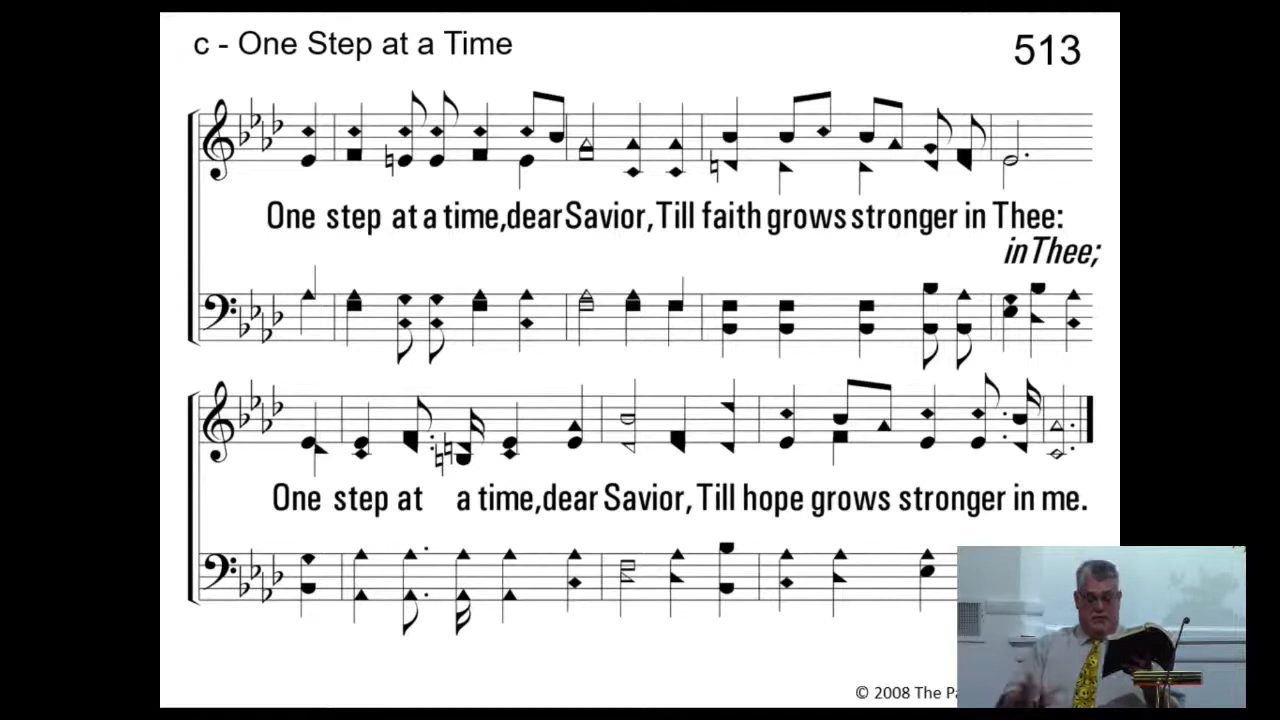 c - One Step at a Time 513
One step at a time, dear Savior, Till faith grows stronger in Thee:
in Thee;
One step at a time, dear Savior, Till hope grows stronger in me.
© 2008 The